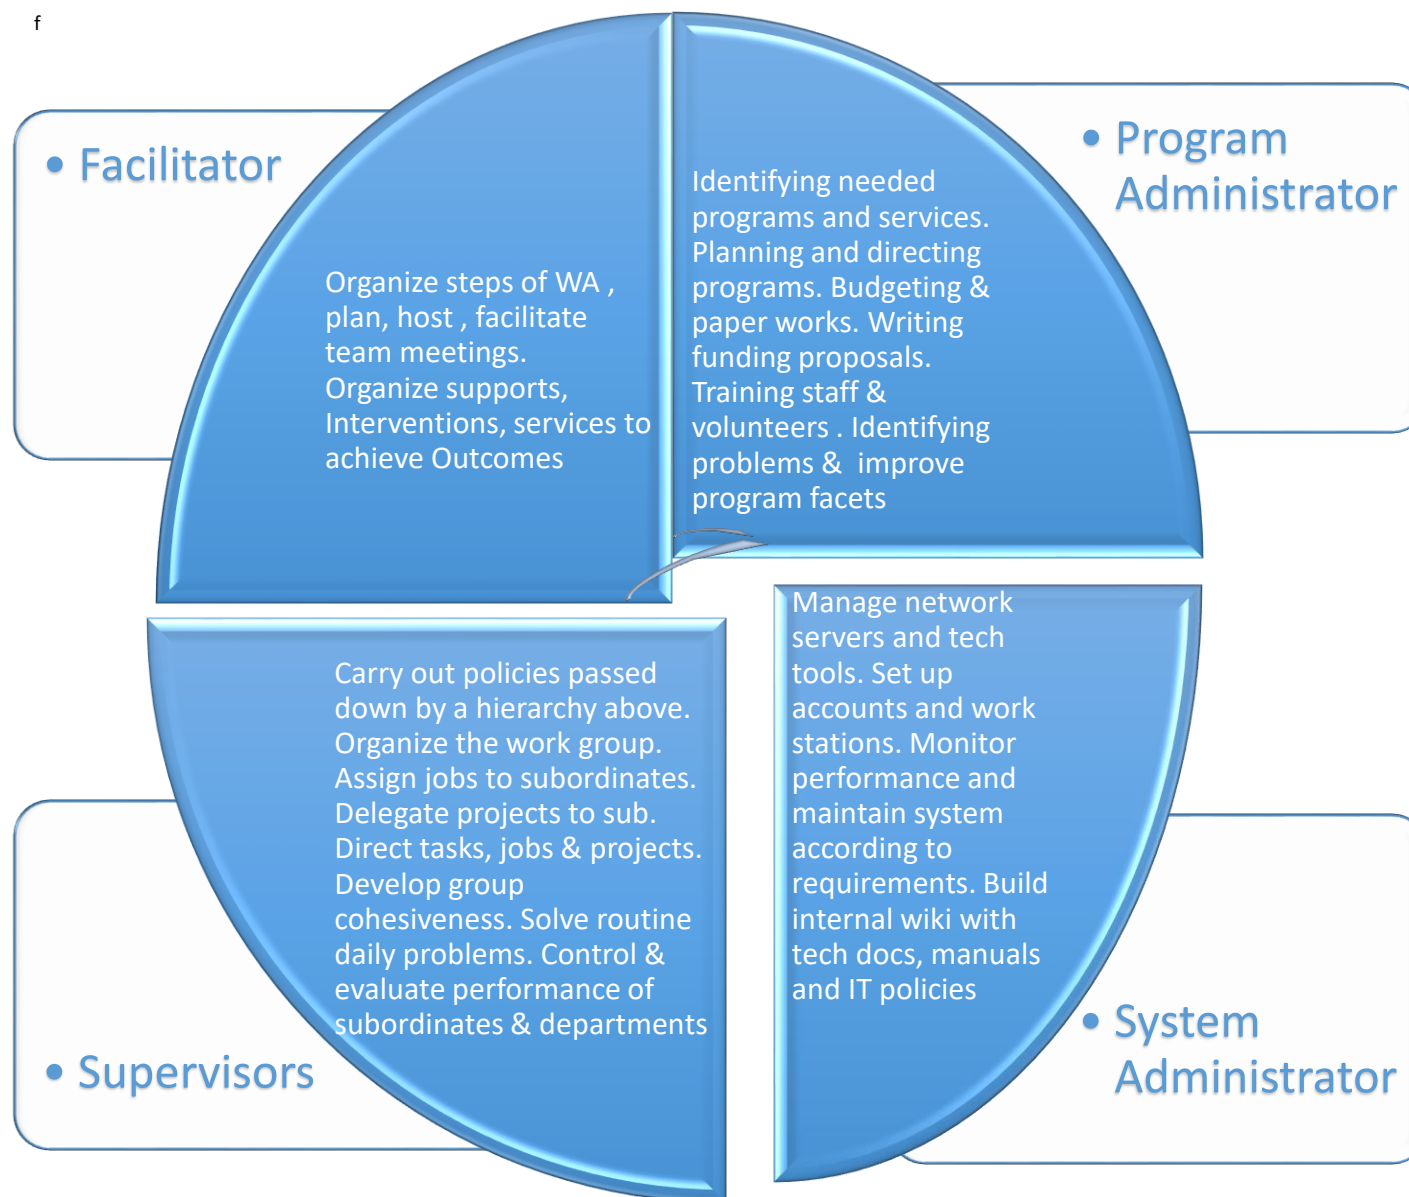 f
• Facilitator
Organize steps of WA ,
plan, host , facilitate
team meetings.
Organize supports,
Interventions, services to
achieve Outcomes
• Program
Administrator
Identifying needed
programs and services.
Planning and directing
programs. Budgeting &
paper works. Writing
funding proposals.
Training staff &
volunteers . Identifying
problems &  improve
program facets
Carry out policies passed
down by a hierarchy above.
Organize the work group.
Assign jobs to subordinates.
Delegate projects to sub.
Direct tasks, jobs & projects.
Develop group
cohesiveness. Solve routine
daily problems. Control &
evaluate performance of
subordinates & departments
• Supervisors
Manage network
servers and tech
tools. Set up
accounts and work
stations. Monitor
performance and
maintain system
according to
requirements. Build
internal wiki with
tech docs, manuals
and IT policies
• System
Administrator